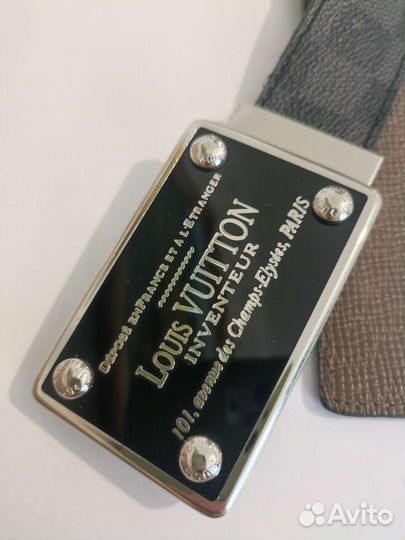 DÉPOSÉ EN FRANCE ET A L'ÉTRANGER
LOUIS VUITTON
INVENTEUR
101, avenue des Champs-Elysées, PARIS
Avito